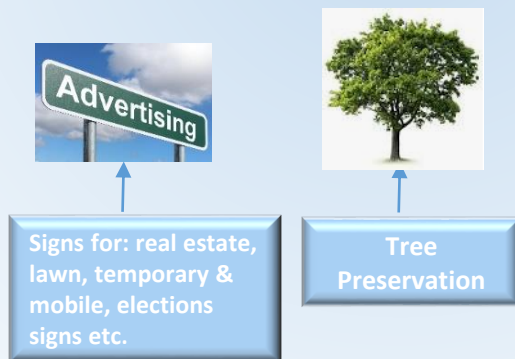 Advertising
Signs for: real estate,
lawn, temporary &
mobile, elections
signs etc.
Tree
Preservation